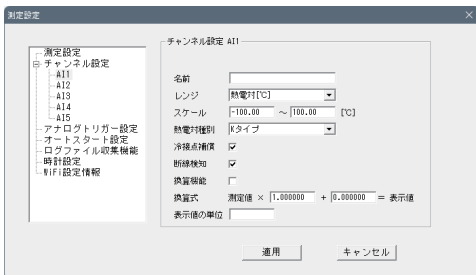 測定設定
測定設定
チャンネル設定
AI1
AI2
AI3
AI4
AI5
アナログトリガー設定
オートスタート設定
ログファイル収集機能
時計設定
WiFi設定情報
チャンネル設定 AI1
名前
レンジ 熱電対[℃]
スケール -100.00 ～ 100.00 [℃]
熱電対種別 Kタイプ
冷接点補償
断線検知
換算機能
換算式 測定値 × 1.000000 + 0.000000 = 表示値
表示値の単位
適用 キャンセル